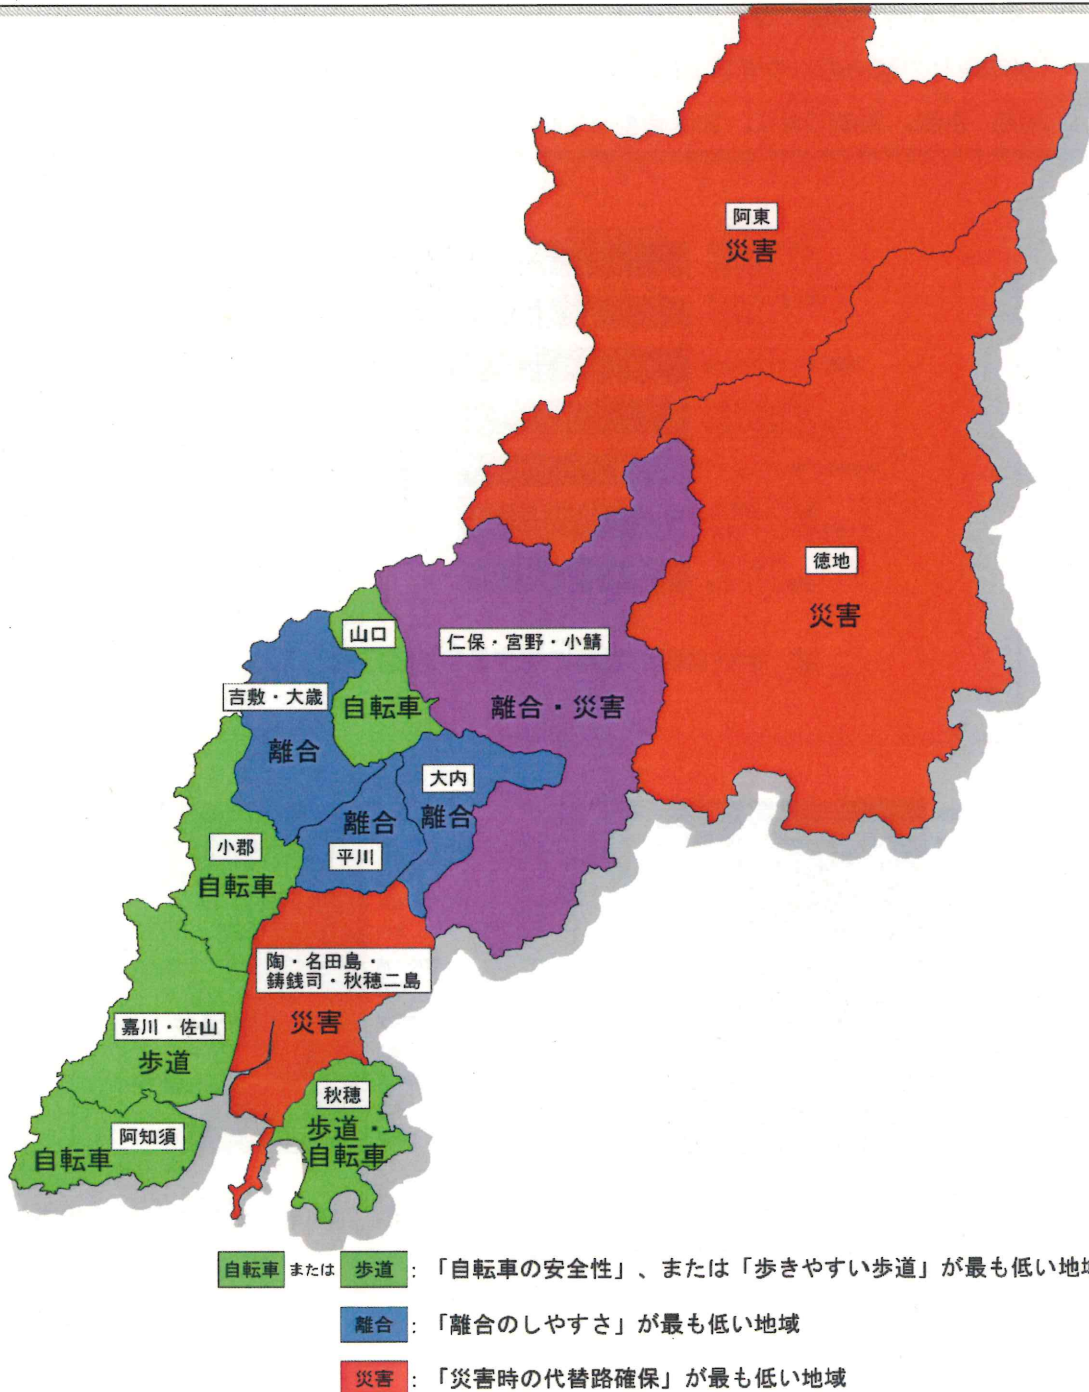 阿東
災害
徳地
災害
山口
自転車
仁保・宮野・小鯖
離合・災害
吉敷・大歳
離合
大内
離合
離合
平川
小郡
自転車
陶・名田島・
鋳銭司・秋穂二島
災害
嘉川・佐山
歩道
秋穂
歩道・
自転車
阿知須
自転車
自転車 または 歩道 : 「自転車の安全性」、または「歩きやすい歩道」が最も低い地
離合 : 「離合のしやすさ」が最も低い地域
災害 : 「災害時の代替路確保」が最も低い地域